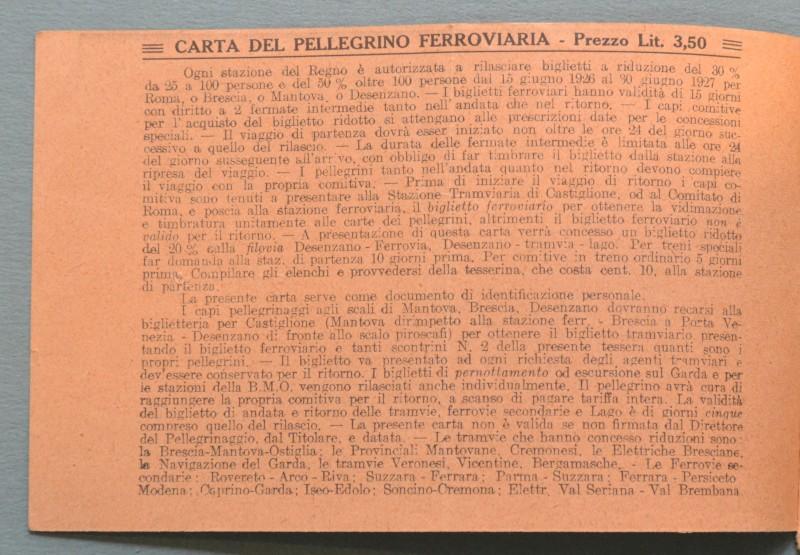 CARTA DEL PELLEGRINO FERROVIARIA - Prezzo Lit. 3,50
Ogni stazione del Regno è autorizzata a rilasciare biglietti a riduzione del 30 %
da 25 a 100 persone e del 50 % oltre 100 persone dal 15 giugno 1926 al 30 giugno 1927 per
Roma, o Brescia, o Mantova, o Desenzano. — I biglietti ferroviari hanno validità di 15 giorni
con diritto a 2 fermate intermedie tanto nell'andata che nel ritorno. — I capi comitive
per l'acquisto del biglietto ridotto si attengano alle prescrizioni date per le concessioni
speciali. — Il viaggio di partenza dovrà esser iniziato non oltre le ore 24 del giorno suc-
cessivo a quello del rilascio. — La durata delle fermate intermedie è limitata alle ore 24
del giorno susseguente all'arrivo, con obbligo di far timbrare il biglietto dalla stazione alla
ripresa del viaggio. — I pellegrini tanto nell'andata quanto nel ritorno devono compiere
il viaggio con la propria comitiva. — Prima di iniziare il viaggio di ritorno i capi co-
mitiva sono tenuti a presentare alla Stazione Tramviaria di Castiglione, od al Comitato di
Roma, e poscia alla stazione ferroviaria, il biglietto ferroviario per ottenere la vidimazione
e timbratura unitamente alle carte dei pellegrini, altrimenti il biglietto ferroviario non è
valido per il ritorno. — A presentazione di questa carta verrà concesso un biglietto ridotto
del 20 % sulla filovia Desenzano - Ferrovia, Desenzano - tramvia - lago. Per treni speciali
far domanda alla staz. di partenza 10 giorni prima. Per comitive in treno ordinario 5 giorni
prima. Compilare gli elenchi e provvedersi della tesserina, che costa cent. 10, alla stazione
di partenza.
La presente carta serve come documento di identificazione personale.
I capi pellegrinaggi agli scali di Mantova, Brescia, Desenzano dovranno recarsi alla
biglietteria per Castiglione (Mantova dirimpetto alla stazione ferr. - Brescia a Porta Ve-
nezia - Desenzano di fronte allo scalo piroscafi) per ottenere il biglietto tramviario presen-
tando il biglietto ferroviario e tanti scontrini N. 2 della presente tessera quanti sono i
propri pellegrini. — Il biglietto va presentato ad ogni richiesta degli agenti tramviari e
dev'essere conservato per il ritorno. I biglietti di pernottamento od escursione sul Garda e per
le stazioni della B.M.O. vengono rilasciati anche individualmente. Il pellegrino avrà cura di
raggiungere la propria comitiva per il ritorno, a scanso di pagare tariffa intera. La validità
del biglietto di andata e ritorno delle tramvie, ferrovie secondarie e Lago è di giorni cinque
compreso quello del rilascio. — La presente carta non è valida se non firmata dal Direttore
del Pellegrinaggio, dal Titolare, e datata. — Le tramvie che hanno concesso riduzioni sono:
la Brescia-Mantova-Ostiglia; le Provinciali Mantovane, Cremonesi, le Elettriche Bresciane,
la Navigazione del Garda, le tramvie Veronesi, Vicentine, Bergamasche. - Le Ferrovie se-
condarie: Rovereto - Arco - Riva; Suzzara - Ferrara; Parma - Suzzara; Ferrara - Persiceto
Modena; Caprino-Garda; Iseo-Edolo; Soncino-Cremona; Elettr. Val Seriana - Val Brembana